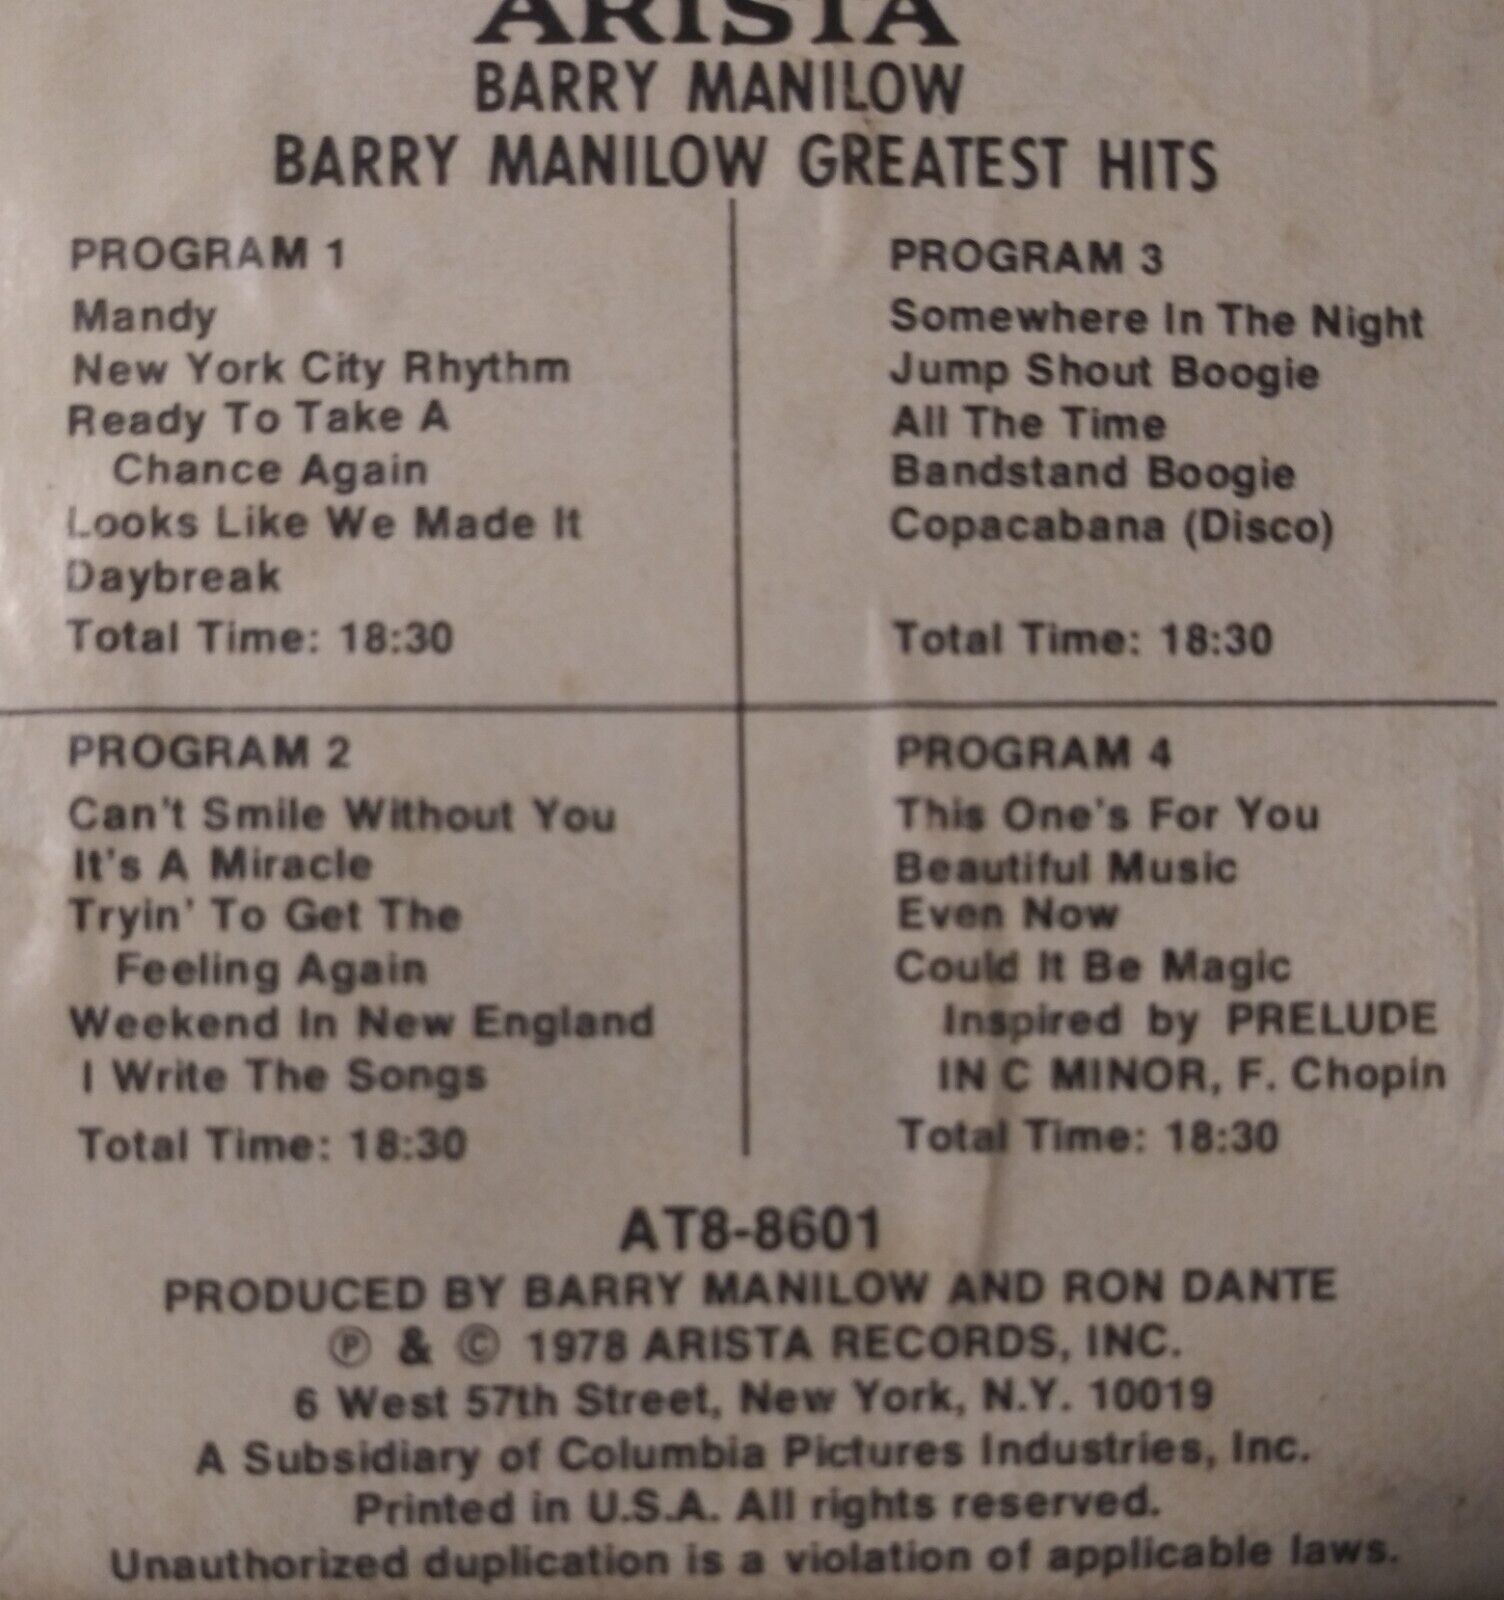 ARISTA
BARRY MANILOW
BARRY MANILOW GREATEST HITS
PROGRAM 1
Mandy
New York City Rhythm
Ready To Take A
Chance Again
Looks Like We Made It
Daybreak
Total Time: 18:30
PROGRAM 2
Can't Smile Without You
It's A Miracle
Tryin' To Get The
Feeling Again
Weekend In New England
I Write The Songs
Total Time: 18:30
PROGRAM 3
Somewhere In The Night
Jump Shout Boogie
All The Time
Bandstand Boogie
Copacabana (Disco)
Total Time: 18:30
PROGRAM 4
This One's For You
Beautiful Music
Even Now
Could It Be Magic
Inspired by PRELUDE
IN C MINOR, F. Chopin
Total Time: 18:30
AT8-8601
PRODUCED BY BARRY MANILOW AND RON DANTE
℗ & © 1978 ARISTA RECORDS, INC.
6 West 57th Street, New York, N.Y. 10019
A Subsidiary of Columbia Pictures Industries, Inc.
Printed in U.S.A. All rights reserved.
Unauthorized duplication is a violation of applicable laws.